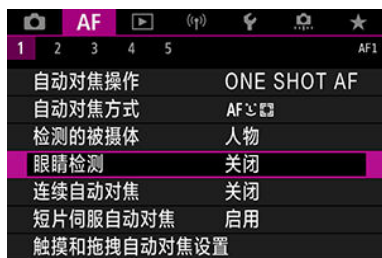 AF
1 2 3 4 5 AF1
自动对焦操作 ONE SHOT AF
自动对焦方式 AF
检测的被摄体 人物
眼睛检测 关闭
连续自动对焦 关闭
短片伺服自动对焦 启用
触摸和拖拽自动对焦设置